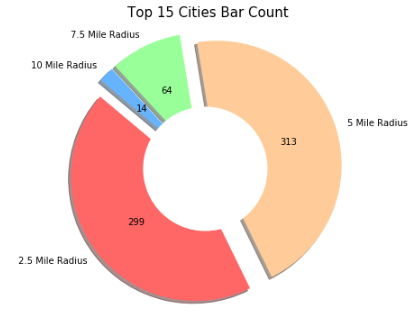 Top 15 Cities Bar Count
7.5 Mile Radius
10 Mile Radius
64
14
5 Mile Radius
313
299
2.5 Mile Radius